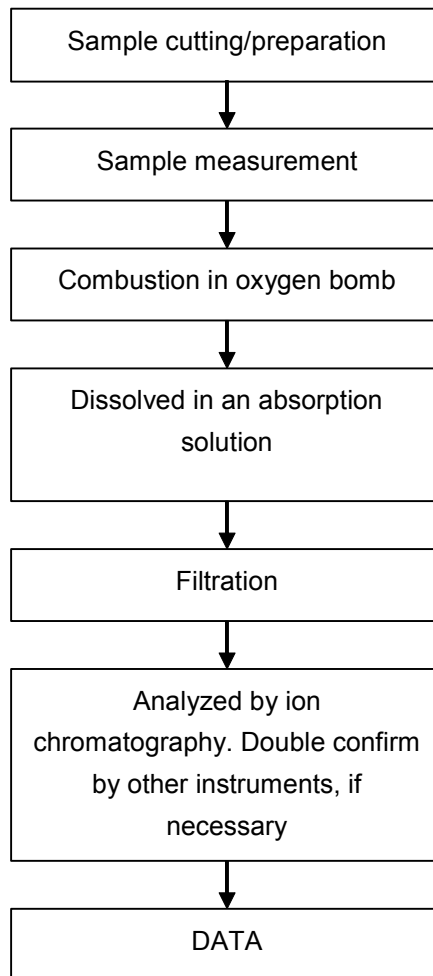 Sample cutting/preparation
Sample measurement
Combustion in oxygen bomb
Dissolved in an absorption
solution
Filtration
Analyzed by ion
chromatography. Double confirm
by other instruments, if
necessary
DATA